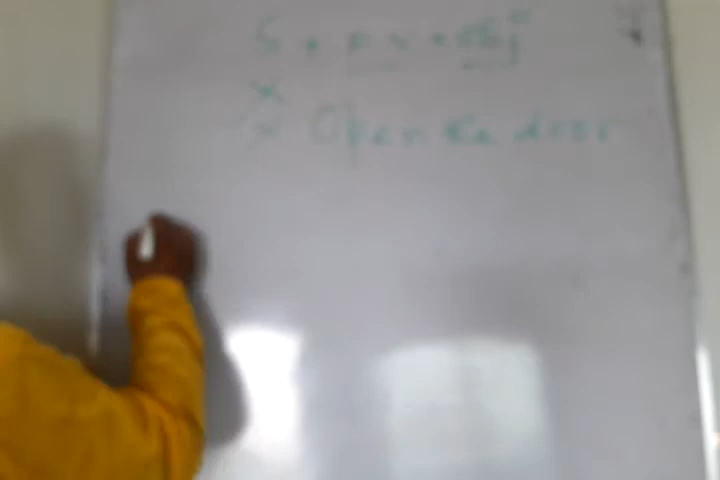 S + F V + obj
X
X Open the door